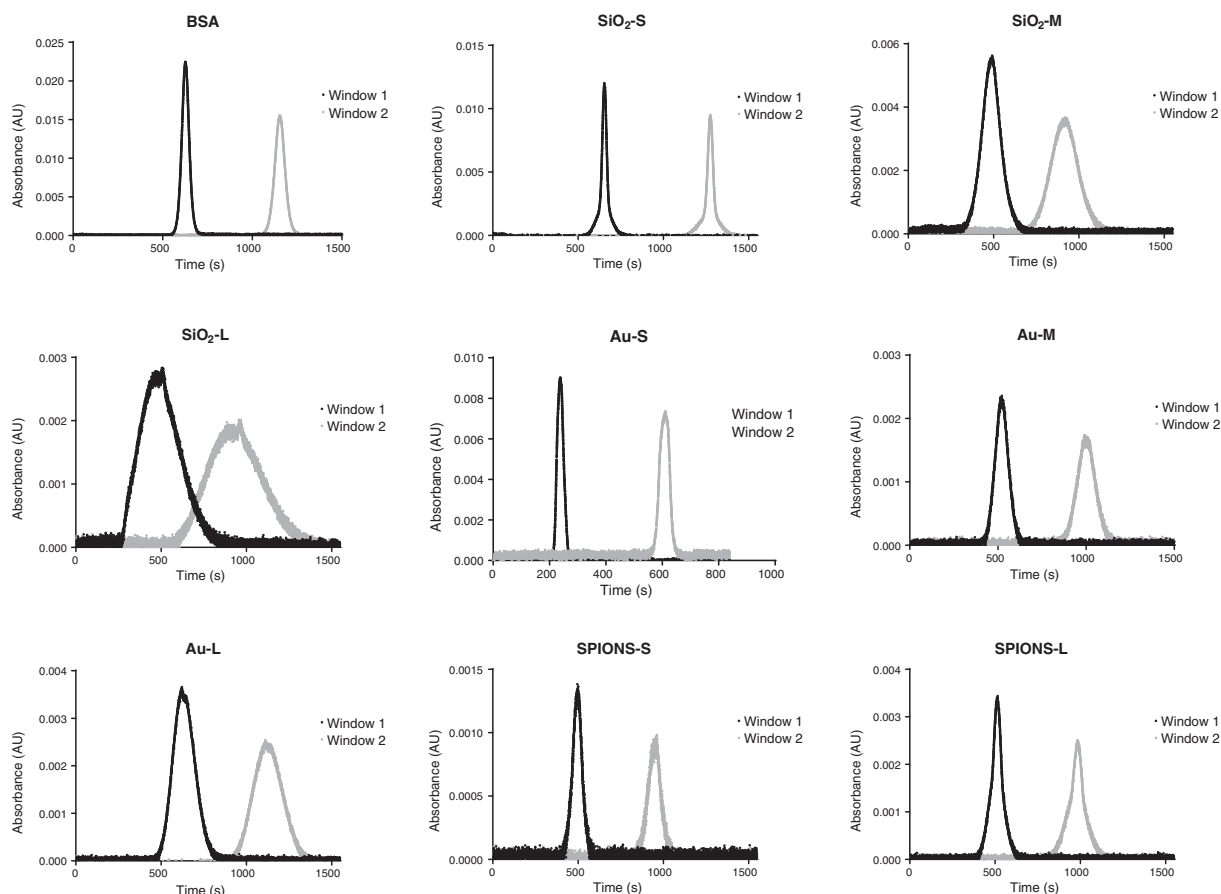 BSA
0.025
0.020
0.015
0.010
0.005
0.000
Absorbance (AU)
0
500
1000
1500
Time (s)
Window 1
Window 2
SiO₂-S
0.015
0.010
0.005
0.000
Absorbance (AU)
0
500
1000
1500
Time (s)
Window 1
Window 2
SiO₂-M
0.006
0.004
0.002
0.000
Absorbance (AU)
0
500
1000
1500
Time (s)
Window 1
Window 2
SiO₂-L
0.003
0.002
0.001
0.000
Absorbance (AU)
0
500
1000
1500
Time (s)
Window 1
Window 2
Au-S
0.010
0.008
0.006
0.004
0.002
0.000
Absorbance (AU)
0
200
400
600
800
1000
Time (s)
Window 1
Window 2
Au-M
0.003
0.002
0.001
0.000
Absorbance (AU)
0
500
1000
1500
Time (s)
Window 1
Window 2
Au-L
0.004
0.003
0.002
0.001
0.000
Absorbance (AU)
0
500
1000
1500
Time (s)
Window 1
Window 2
SPIONS-S
0.0015
0.0010
0.0005
0.0000
Absorbance (AU)
0
500
1000
1500
Time (s)
Window 1
Window 2
SPIONS-L
0.004
0.003
0.002
0.001
0.000
Absorbance (AU)
0
500
1000
1500
Time (s)
Window 1
Window 2